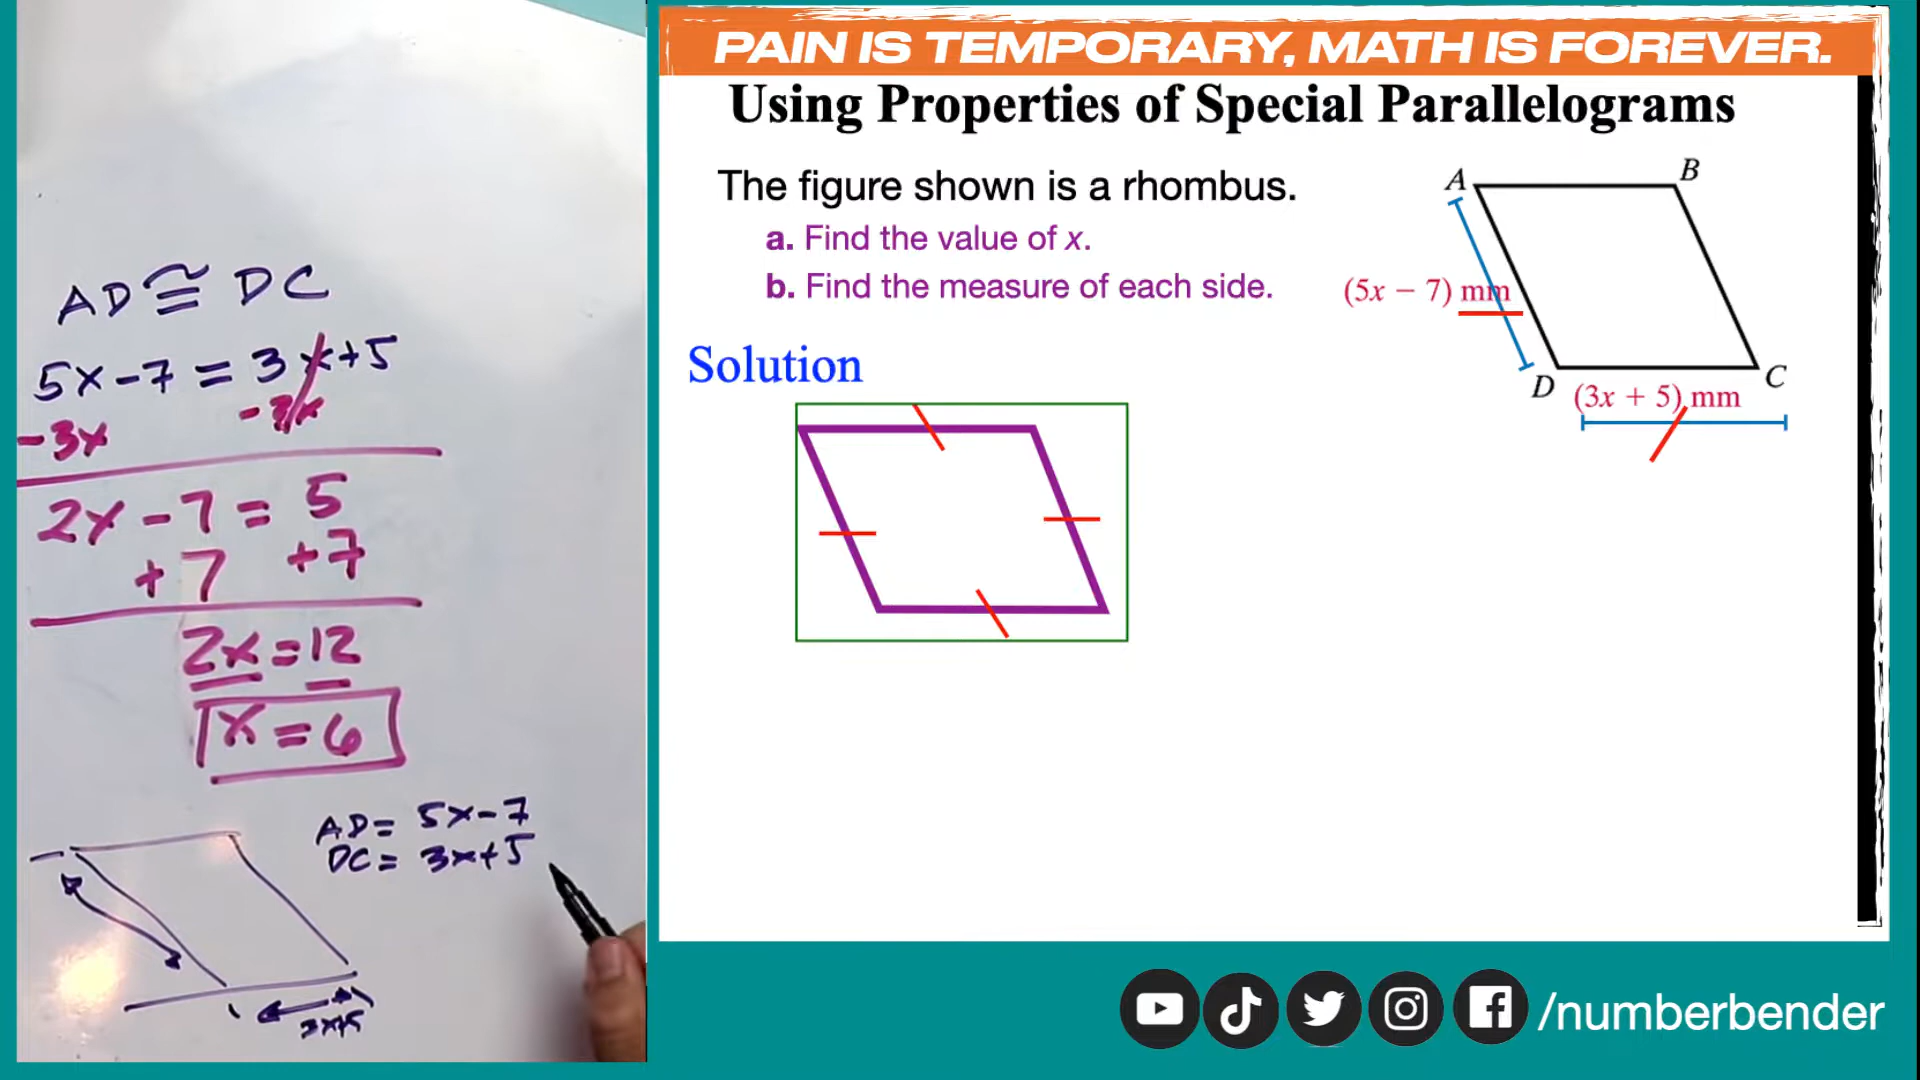 PAIN IS TEMPORARY, MATH IS FOREVER.
Using Properties of Special Parallelograms
The figure shown is a rhombus.
a. Find the value of x.
b. Find the measure of each side.
A
B
(5x − 7) mm
D
C
(3x + 5) mm
Solution
AD ≅ DC
5x-7 = 3x+5
-3x -3x
2x -7 = 5
+7 +7
2x = 12
x = 6
AD = 5x-7
DC = 3x+5
3x+5
/numberbender